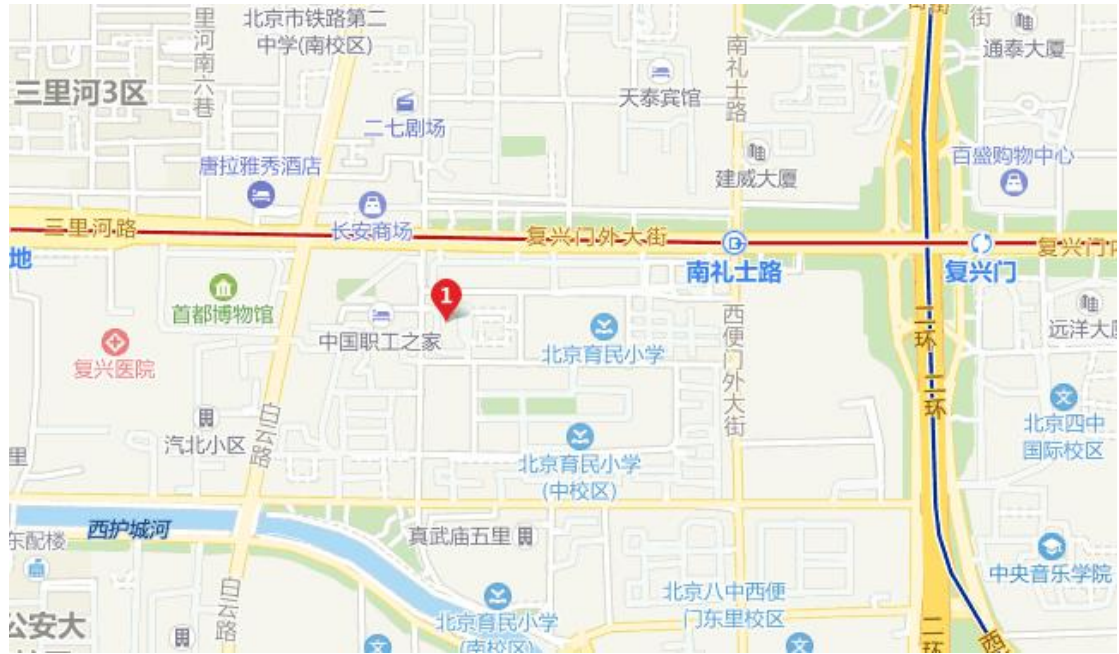 北京市铁路第二
中学(南校区)
里河南六巷
三里河3区
二七剧场
天泰宾馆
南礼士路
街
通泰大厦
唐拉雅秀酒店
建威大厦
百盛购物中心
三里河路
长安商场
复兴门外大街
复兴门内
地
南礼士路
复兴门
首都博物馆
1
中国职工之家
北京育民小学
西便门外大街
二环
远洋大厦
复兴医院
二环
汽北小区
白云路
北京四中
国际校区
里
北京育民小学
(中校区)
西护城河
东配楼
真武庙五里
中央音乐学院
白云路
北京八中西便
门东里校区
公安大
北京育民小学
(南校区)
二环
西